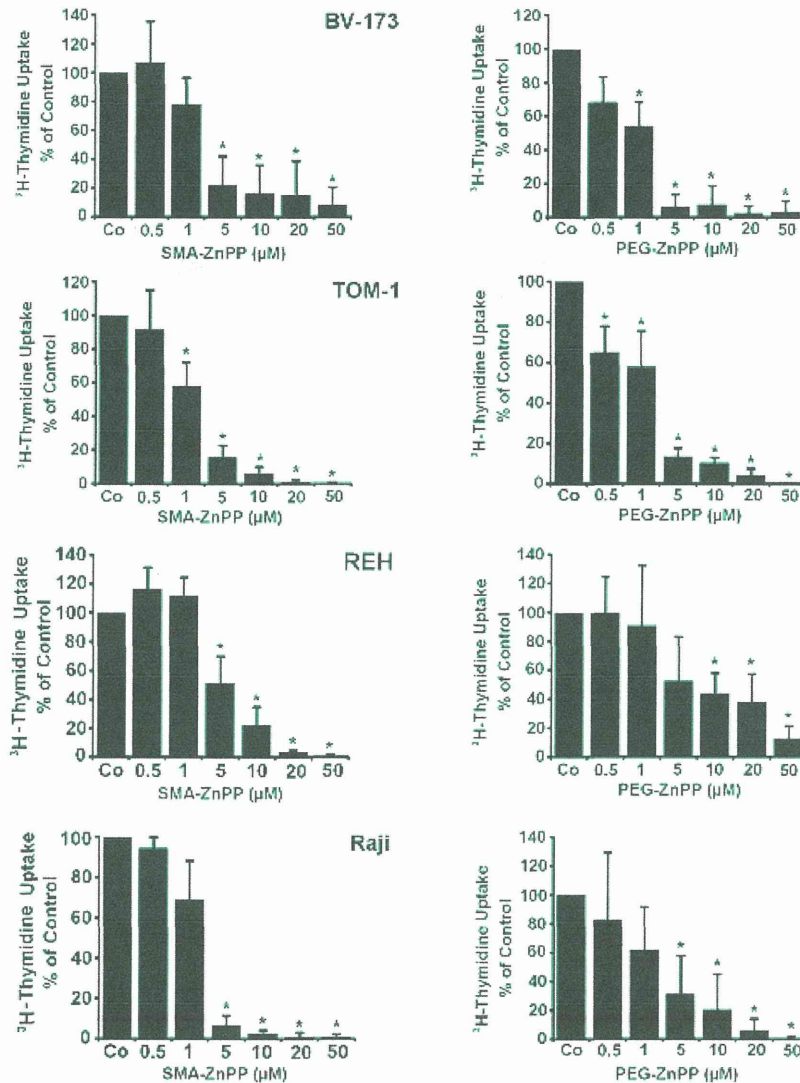 BV-173
³H-Thymidine Uptake
% of Control
140
120
100
80
60
40
20
0
* * * *
Co 0.5 1 5 10 20 50
SMA-ZnPP (µM)
³H-Thymidine Uptake
% of Control
120
100
80
60
40
20
0
* * * * *
Co 0.5 1 5 10 20 50
PEG-ZnPP (µM)
TOM-1
³H-Thymidine Uptake
% of Control
120
100
80
60
40
20
0
* * * * *
Co 0.5 1 5 10 20 50
SMA-ZnPP (µM)
³H-Thymidine Uptake
% of Control
100
80
60
40
20
0
* * * * * *
Co 0.5 1 5 10 20 50
PEG-ZnPP (µM)
REH
³H-Thymidine Uptake
% of Control
140
120
100
80
60
40
20
0
* * * *
Co 0.5 1 5 10 20 50
SMA-ZnPP (µM)
³H-Thymidine Uptake
% of Control
140
120
100
80
60
40
20
0
* * *
Co 0.5 1 5 10 20 50
PEG-ZnPP (µM)
Raji
³H-Thymidine Uptake
% of Control
100
80
60
40
20
0
* * * *
Co 0.5 1 5 10 20 50
SMA-ZnPP (µM)
³H-Thymidine Uptake
% of Control
140
120
100
80
60
40
20
0
* * * *
Co 0.5 1 5 10 20 50
PEG-ZnPP (µM)